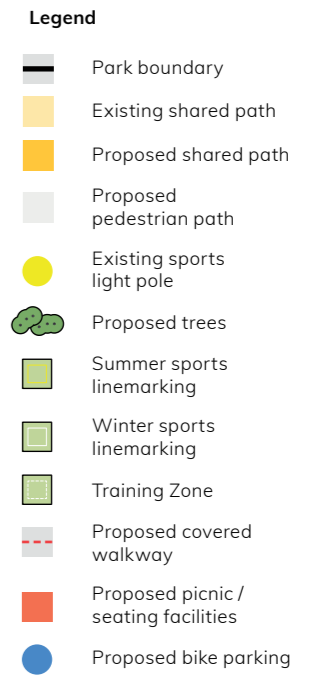 Legend
Park boundary
Existing shared path
Proposed shared path
Proposed
pedestrian path
Existing sports
light pole
Proposed trees
Summer sports
linemarking
Winter sports
linemarking
Training Zone
Proposed covered
walkway
Proposed picnic /
seating facilities
Proposed bike parking